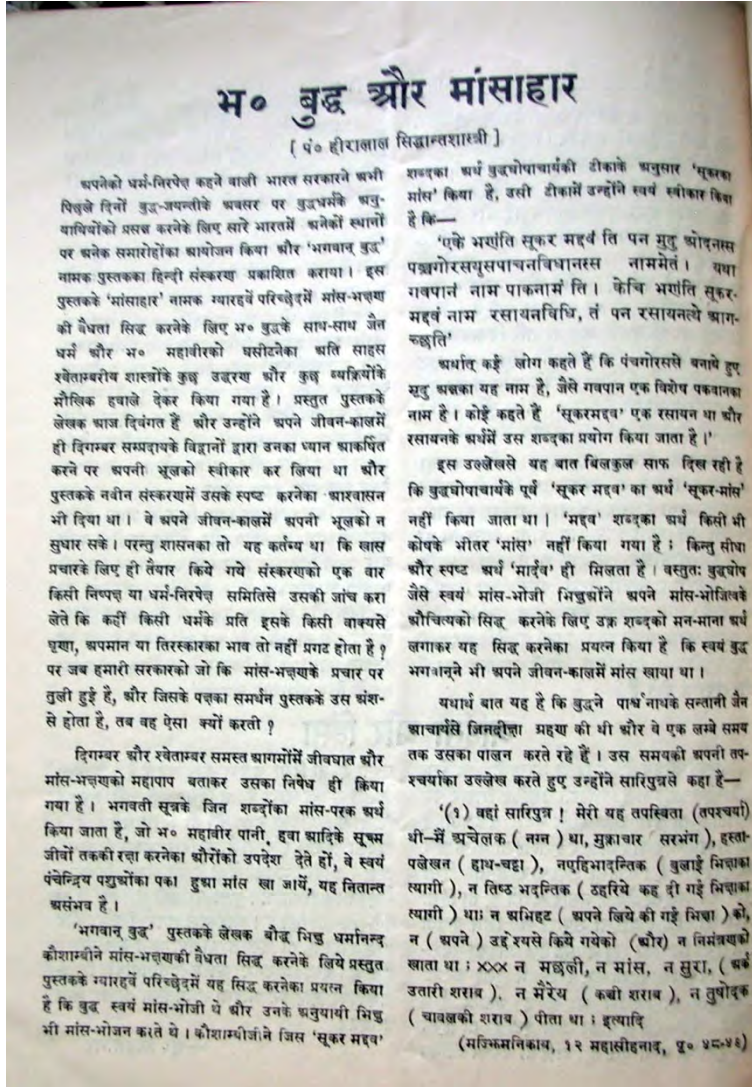 भ० बुद्ध और मांसाहार
[ पं० हीरालाल सिद्धान्तशास्त्री ]
अपनेको धर्म-निरपेक्ष कहने वाली भारत सरकारने अभी
पिछले दिनों बुद्ध-जयन्तीके अवसर पर बुद्धधर्मके अनु-
यायियोंको प्रसन्न करनेके लिए सारे भारतमें अनेकों स्थानों
पर अनेक समारोहोंका आयोजन किया और 'भगवान् बुद्ध'
नामक पुस्तकका हिन्दी संस्करण प्रकाशित कराया। इस
पुस्तकके 'मांसाहार' नामक ग्यारहवें परिच्छेदमें मांस-भक्षण
की वैधता सिद्ध करनेके लिए भ० बुद्धके साथ-साथ जैन
धर्म और भ० महावीरको घसीटनेका अति साहस
श्वेताम्बरीय शास्त्रोंके कुछ उद्धरण और कुछ व्यक्तियोंके
मौखिक हवाले देकर किया गया है। प्रस्तुत पुस्तकके
लेखक आज दिवंगत हैं और उन्होंने अपने जीवन-कालमें
ही दिगम्बर सम्प्रदायके विद्वानों द्वारा उनका ध्यान आकर्षित
करने पर अपनी भूलको स्वीकार कर लिया था और
पुस्तकके नवीन संस्करणमें उसके स्पष्ट करनेका आश्वासन
भी दिया था। वे अपने जीवन-कालमें अपनी भूलको न
सुधार सके। परन्तु शासनका तो यह कर्तव्य था कि खास
प्रचारके लिए ही तैयार किये गये संस्करणको एक वार
किसी निष्पक्ष या धर्म-निरपेक्ष समितिसे उसकी जांच करा
लेते कि कहीं किसी धर्मके प्रति इसके किसी वाक्यसे
घृणा, अपमान या तिरस्कारका भाव तो नहीं प्रगट होता है?
पर जब हमारी सरकारको जो कि मांस-भक्षणके प्रचार पर
तुली हुई है, और जिसके पक्षका समर्थन पुस्तकके उस अंश-
से होता है, तब वह ऐसा क्यों करती ?
दिगम्बर और श्वेताम्बर समस्त आगमोंमें जीवघात और
मांस-भक्षणको महापाप बताकर उसका निषेध ही किया
गया है। भगवती सूत्रके जिन शब्दोंका मांस-परक अर्थ
किया जाता है, जो भ० महावीर पानी, हवा आदिके सूक्ष्म
जीवों तककी रक्षा करनेका औरोंको उपदेश देते हों, वे स्वयं
पंचेन्द्रिय पशुओंका पका हुआ मांस खा जायें, यह नितान्त
असंभव है।
'भगवान् बुद्ध' पुस्तकके लेखक बौद्ध भिक्षु धर्मानन्द
कौशाम्बीने मांस-भक्षणकी वैधता सिद्ध करनेके लिये प्रस्तुत
पुस्तकके ग्यारहवें परिच्छेदमें यह सिद्ध करनेका प्रयत्न किया
है कि बुद्ध स्वयं मांस-भोजी थे और उनके अनुयायी भिक्षु
भी मांस-भोजन करते थे। कौशाम्बीजीने जिस 'सूकर मद्दव'
शब्दका अर्थ बुद्धघोषाचार्यकी टीकाके अनुसार 'सूकरका
मांस' किया है, उसी टीकामें उन्होंने स्वयं स्वीकार किया
है कि—
'एके भणंति सूकर मद्दवं ति पन मुदु ओदनस्स
पञ्चगोरसयूसपाचनविधानस्स नाममेतं। यथा
गवपानं नाम पाकनामं ति। केचि भणंति सूकर-
मद्दवं नाम रसायनविधि, तं पन रसायनत्थे आग-
च्छति'
अर्थात् कई लोग कहते हैं कि पंचगोरससे बनाये हुए
मृदु अन्नका यह नाम है, जैसे गवपान एक विशेष पकवानका
नाम है। कोई कहते हैं 'सूकरमद्दव' एक रसायन था और
रसायनके अर्थमें उस शब्दका प्रयोग किया जाता है।'
इस उल्लेखसे यह बात बिलकुल साफ दिख रही है
कि बुद्धघोषाचार्यके पूर्व 'सूकर मद्दव' का अर्थ 'सूकर-मांस'
नहीं किया जाता था। 'मद्दव' शब्दका अर्थ किसी भी
कोषके भीतर 'मांस' नहीं किया गया है; किन्तु सीधा
और स्पष्ट अर्थ 'मार्दव' ही मिलता है। वस्तुतः बुद्धघोष
जैसे स्वयं मांस-भोजी भिक्षुओंने अपने मांस-भोजित्वके
औचित्यको सिद्ध करनेके लिए उक्त शब्दको मन-माना अर्थ
लगाकर यह सिद्ध करनेका प्रयत्न किया है कि स्वयं बुद्ध
भगवान्ने भी अपने जीवन-कालमें मांस खाया था।
यथार्थ बात यह है कि बुद्धने पार्श्वनाथके सन्तानी जैन
आचार्यसे जिनदीक्षा ग्रहण की थी और वे एक लम्बे समय
तक उसका पालन करते रहे हैं। उस समयकी अपनी तप-
श्चर्याका उल्लेख करते हुए उन्होंने सारिपुत्रसे कहा है—
'(१) वहां सारिपुत्र ! मेरी यह तपस्विता (तपश्चर्या)
थी—मैं अचेलक ( नग्न ) था, मुक्ताचार सरभंग ), हस्ता-
पलेखन ( हाथ-चट्टा ), नएहिभादन्तिक ( बुलाई भिक्षाका
त्यागी ), न तिष्ठ भदन्तिक ( ठहरिये कह दी गई भिक्षाका
त्यागी ) था; न अभिहट ( अपने लिये की गई भिक्षा ) को,
न ( अपने ) उद्देश्यसे किये गयेको (और) न निमंत्रणको
खाता था; XXX न मछली, न मांस, न सुरा, ( अर्क
उतारी शराब ), न मैरेय ( कच्ची शराब ), न तुषोदक
( चावलकी शराब ) पीता था; इत्यादि
(मज्झिमनिकाय, १२ महासीहनाद, पृ० ४८-४९)